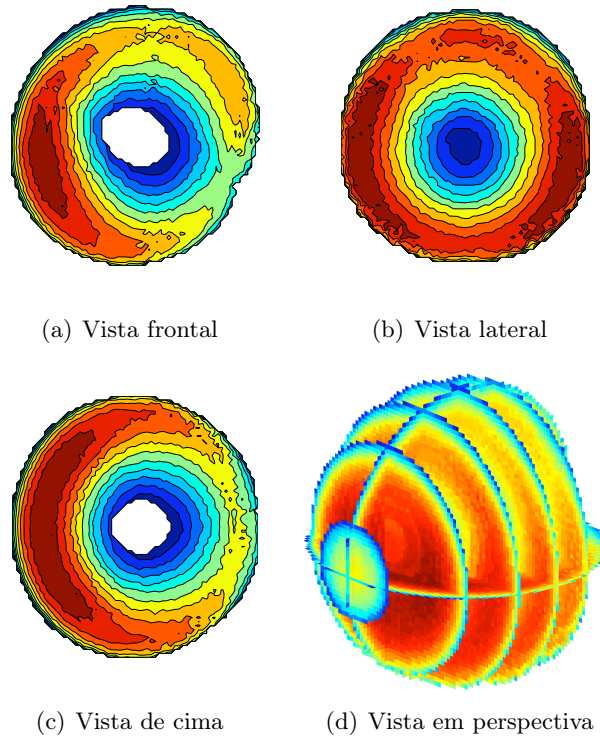 (a) Vista frontal
(b) Vista lateral
(c) Vista de cima
(d) Vista em perspectiva